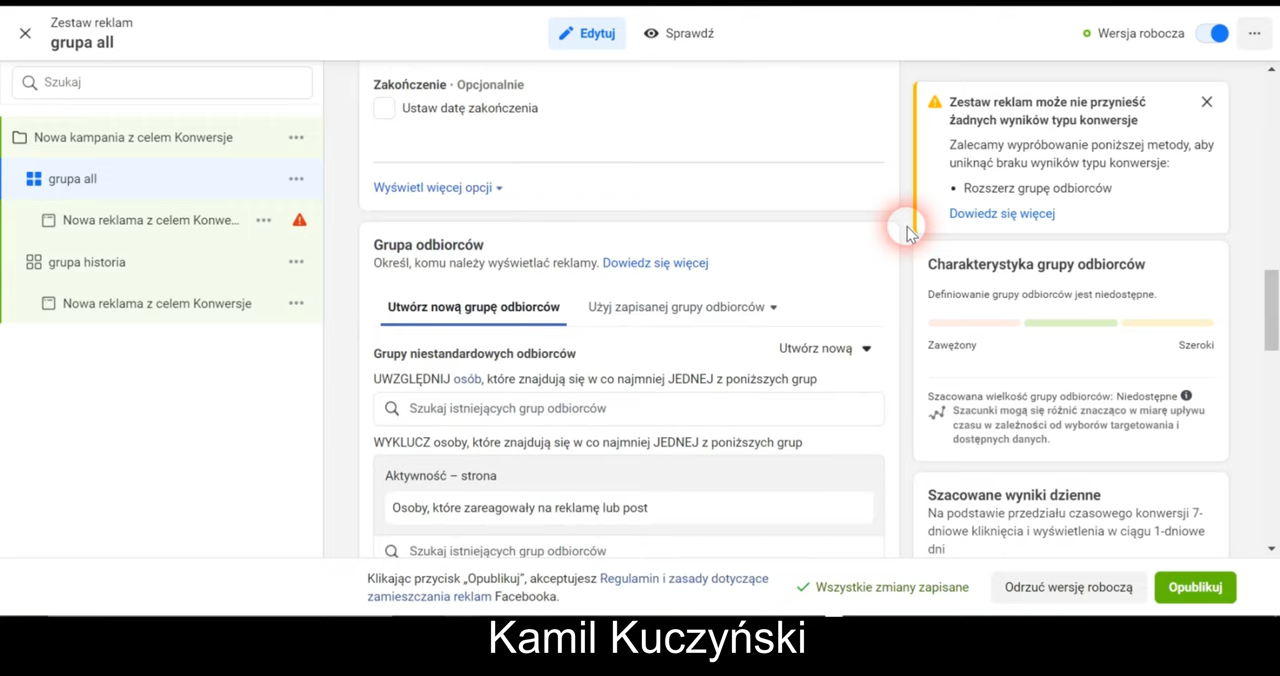 Zestaw reklam
grupa all
Edytuj
Sprawdź
Wersja robocza
Szukaj
Nowa kampania z celem Konwersje
grupa all
Nowa reklama z celem Konwe...
grupa historia
Nowa reklama z celem Konwersje
Zakończenie · Opcjonalnie
Ustaw datę zakończenia
Wyświetl więcej opcji
Grupa odbiorców
Określ, komu należy wyświetlać reklamy. Dowiedz się więcej
Utwórz nową grupę odbiorców
Użyj zapisanej grupy odbiorców
Grupy niestandardowych odbiorców
Utwórz nową
UWZGLĘDNIJ osób, które znajdują się w co najmniej JEDNEJ z poniższych grup
Szukaj istniejących grup odbiorców
WYKLUCZ osoby, które znajdują się w co najmniej JEDNEJ z poniższych grup
Aktywność – strona
Osoby, które zareagowały na reklamę lub post
Szukaj istniejących grup odbiorców
Zestaw reklam może nie przynieść
żadnych wyników typu konwersje
Zalecamy wypróbowanie poniższej metody, aby
uniknąć braku wyników typu konwersje:
• Rozszerz grupę odbiorców
Dowiedz się więcej
Charakterystyka grupy odbiorców
Definiowanie grupy odbiorców jest niedostępne.
Zawężony
Szeroki
Szacowana wielkość grupy odbiorców: Niedostępne
Szacunki mogą się różnić znacząco w miarę upływu
czasu w zależności od wyborów targetowania i
dostępnych danych.
Szacowane wyniki dzienne
Na podstawie przedziału czasowego konwersji 7-
dniowe kliknięcia i wyświetlenia w ciągu 1-dniowe
dni
Klikając przycisk „Opublikuj”, akceptujesz Regulamin i zasady dotyczące
zamieszczania reklam Facebooka.
Wszystkie zmiany zapisane
Odrzuć wersję roboczą
Opublikuj
Kamil Kuczyński